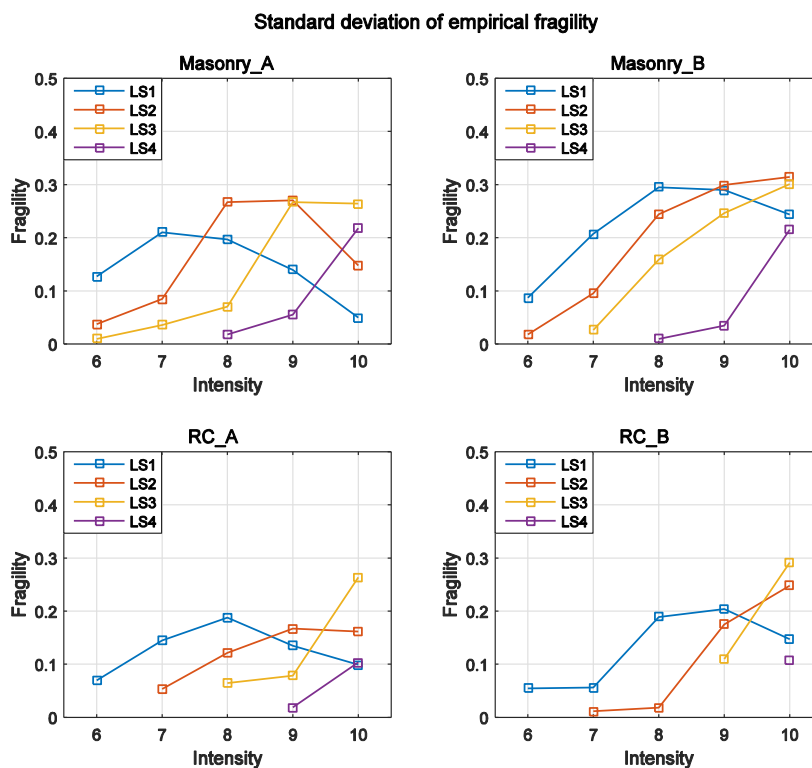 Standard deviation of empirical fragility
Masonry_A
0.5
0.4
0.3
0.2
0.1
0
Fragility
LS1
LS2
LS3
LS4
6 7 8 9 10
Intensity
Masonry_B
0.5
0.4
0.3
0.2
0.1
0
Fragility
LS1
LS2
LS3
LS4
6 7 8 9 10
Intensity
RC_A
0.5
0.4
0.3
0.2
0.1
0
Fragility
LS1
LS2
LS3
LS4
6 7 8 9 10
Intensity
RC_B
0.5
0.4
0.3
0.2
0.1
0
Fragility
LS1
LS2
LS3
LS4
6 7 8 9 10
Intensity